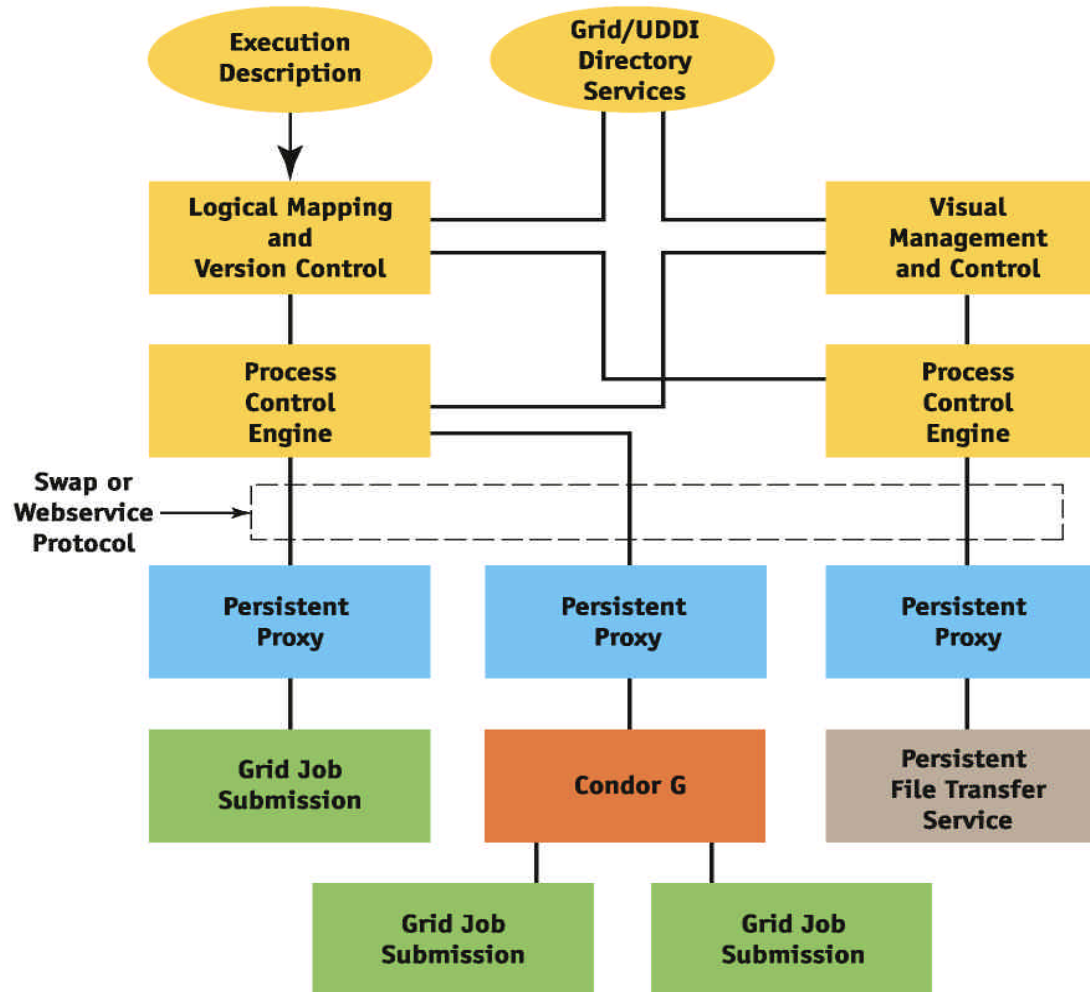 Execution
Description
Grid/UDDI
Directory
Services
Logical Mapping
and
Version Control
Visual
Management
and Control
Process
Control
Engine
Process
Control
Engine
Swap or
Webservice
Protocol
Persistent
Proxy
Persistent
Proxy
Persistent
Proxy
Grid Job
Submission
Condor G
Persistent
File Transfer
Service
Grid Job
Submission
Grid Job
Submission